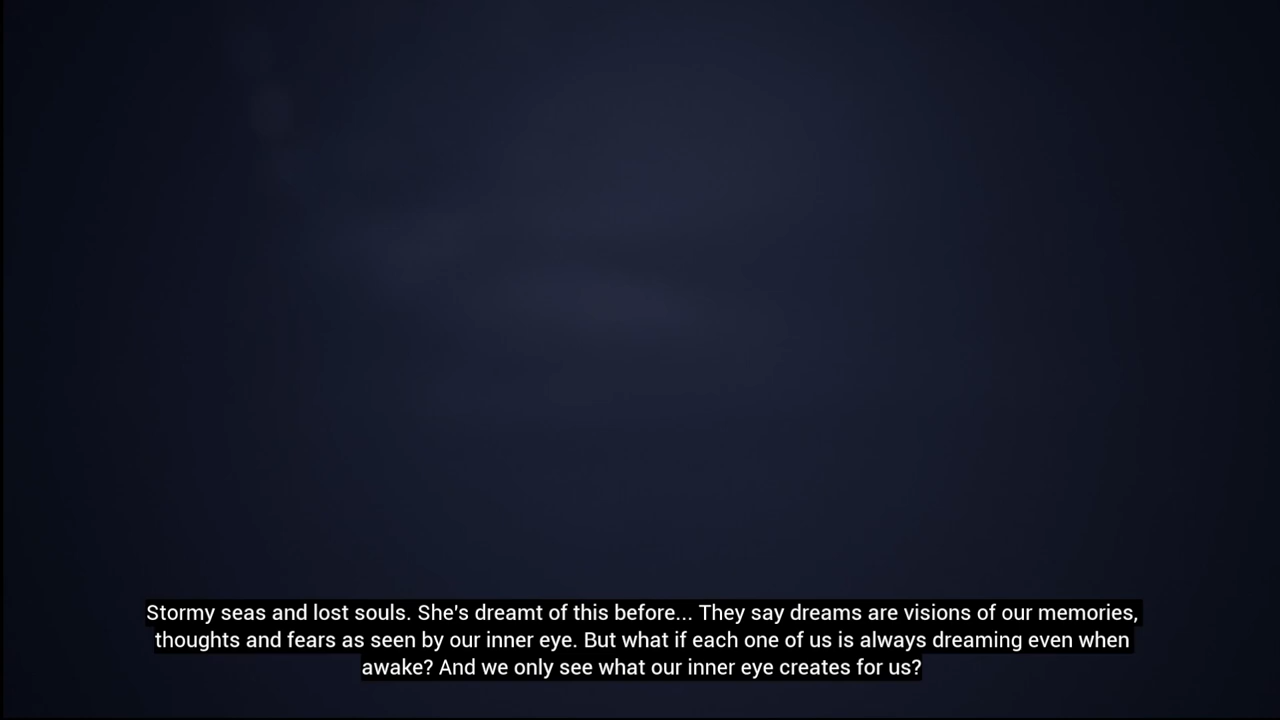 Stormy seas and lost souls. She's dreamt of this before... They say dreams are visions of our memories,
thoughts and fears as seen by our inner eye. But what if each one of us is always dreaming even when
awake? And we only see what our inner eye creates for us?